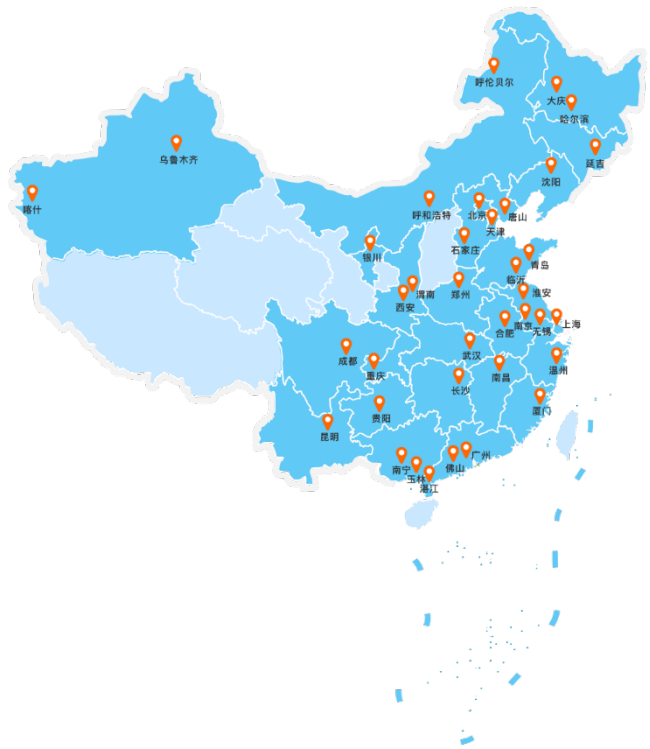 呼伦贝尔
大庆
哈尔滨
乌鲁木齐
延吉
沈阳
喀什
呼和浩特
北京
唐山
天津
石家庄
银川
青岛
临沂
渭南
郑州
淮安
西安
南京
合肥
无锡
上海
武汉
成都
重庆
南昌
温州
长沙
厦门
贵阳
昆明
广州
南宁
佛山
玉林
湛江